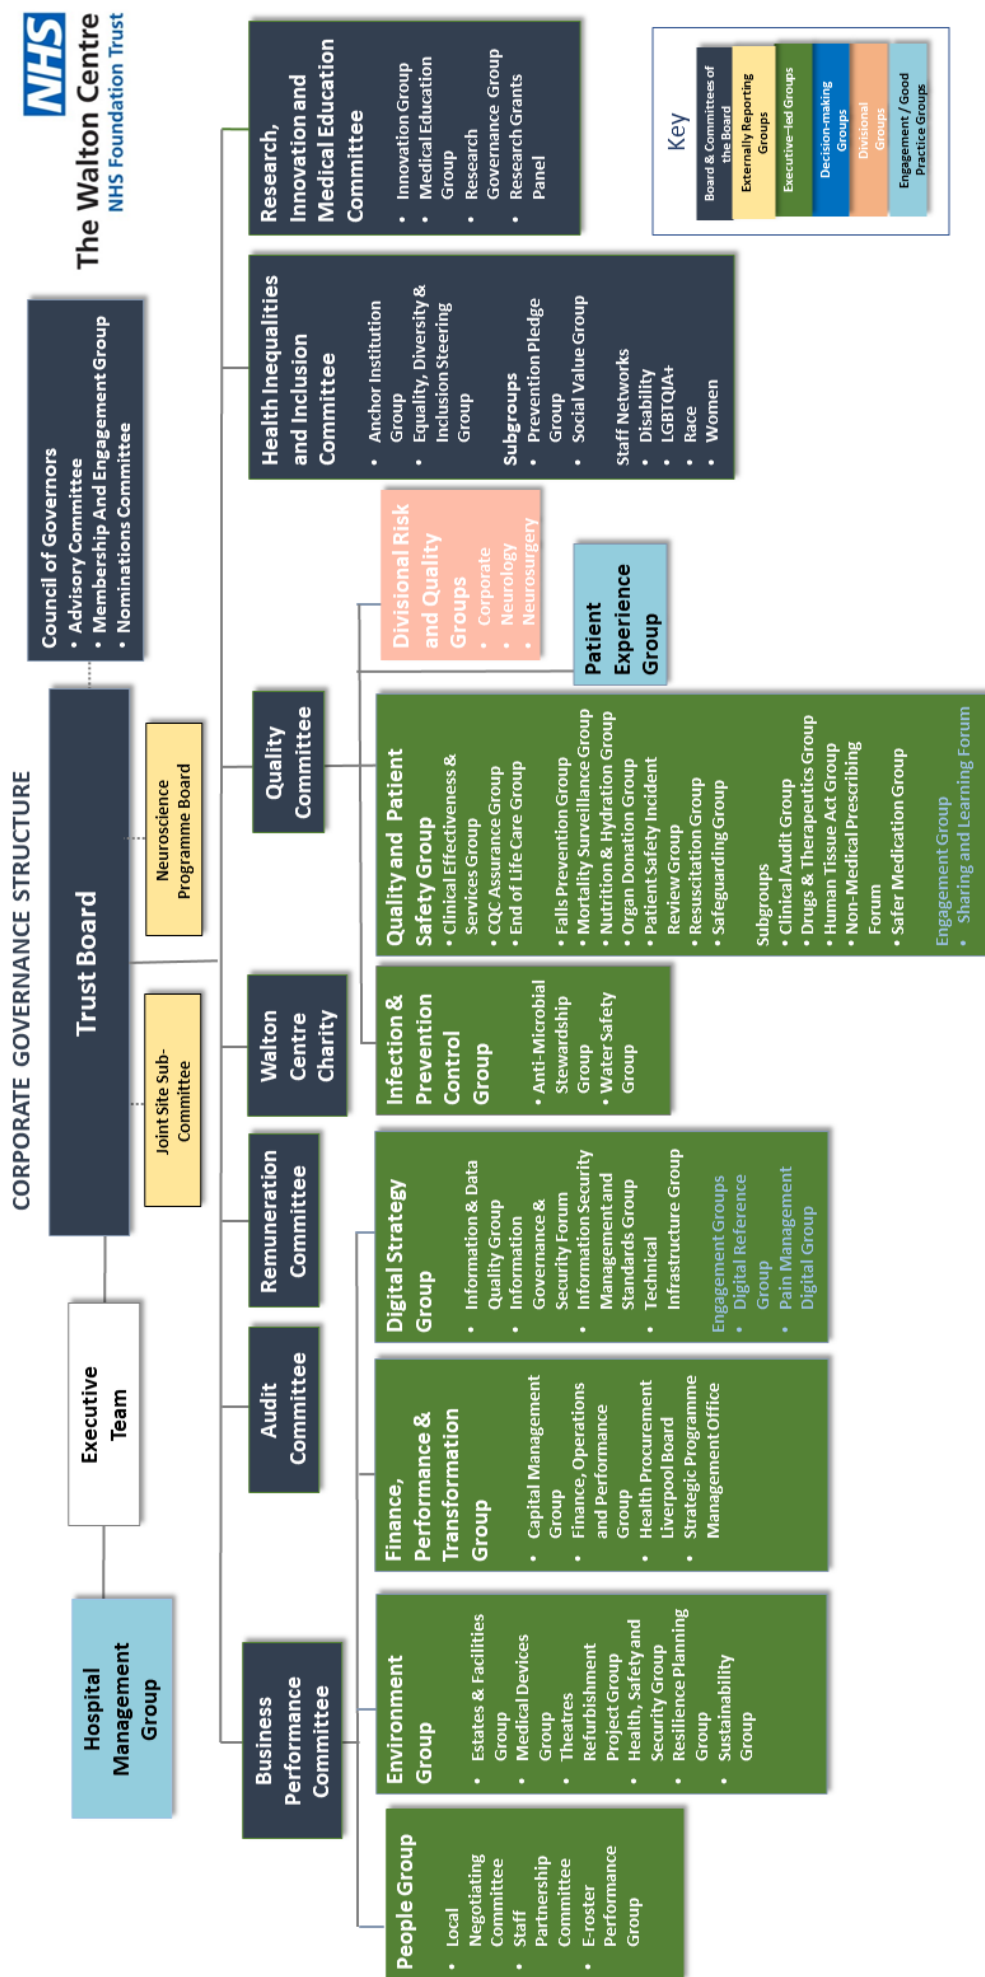 CORPORATE GOVERNANCE STRUCTURE
NHS
The Walton Centre
NHS Foundation Trust
Hospital
Management
Group
Executive
Team
Trust Board
Council of Governors
• Advisory Committee
• Membership And Engagement Group
• Nominations Committee
Joint Site Sub-
Committee
Neuroscience
Programme Board
Business
Performance
Committee
Audit
Committee
Remuneration
Committee
Walton
Centre
Charity
Quality
Committee
Health Inequalities
and Inclusion
Committee
• Anchor Institution
Group
• Equality, Diversity &
Inclusion Steering
Group
Subgroups
• Prevention Pledge
Group
• Social Value Group
Staff Networks
• Disability
• LGBTQIA+
• Race
• Women
Research,
Innovation and
Medical Education
Committee
• Innovation Group
• Medical Education
Group
• Research
Governance Group
• Research Grants
Panel
People Group
• Local
Negotiating
Committee
• Staff
Partnership
Committee
• E-roster
Performance
Group
Environment
Group
• Estates & Facilities
Group
• Medical Devices
Group
• Theatres
Refurbishment
Project Group
• Health, Safety and
Security Group
• Resilience Planning
Group
• Sustainability
Group
Finance,
Performance &
Transformation
Group
• Capital Management
Group
• Finance, Operations
and Performance
Group
• Health Procurement
Liverpool Board
• Strategic Programme
Management Office
Digital Strategy
Group
• Information & Data
Quality Group
• Information
Governance &
Security Forum
• Information Security
Management and
Standards Group
• Technical
Infrastructure Group
Engagement Groups
• Digital Reference
Group
• Pain Management
Digital Group
Infection &
Prevention
Control
Group
• Anti-Microbial
Stewardship
Group
• Water Safety
Group
Quality and Patient
Safety Group
• Clinical Effectiveness &
Services Group
• CQC Assurance Group
• End of Life Care Group
• Falls Prevention Group
• Mortality Surveillance Group
• Nutrition & Hydration Group
• Organ Donation Group
• Patient Safety Incident
Review Group
• Resuscitation Group
• Safeguarding Group
Subgroups
• Clinical Audit Group
• Drugs & Therapeutics Group
• Human Tissue Act Group
• Non-Medical Prescribing
Forum
• Safer Medication Group
Engagement Group
• Sharing and Learning Forum
Patient
Experience
Group
Divisional Risk
and Quality
Groups
• Corporate
• Neurology
• Neurosurgery
Key
Board & Committees of
the Board
Externally Reporting
Groups
Executive-led Groups
Decision-making
Groups
Divisional
Groups
Engagement / Good
Practice Groups